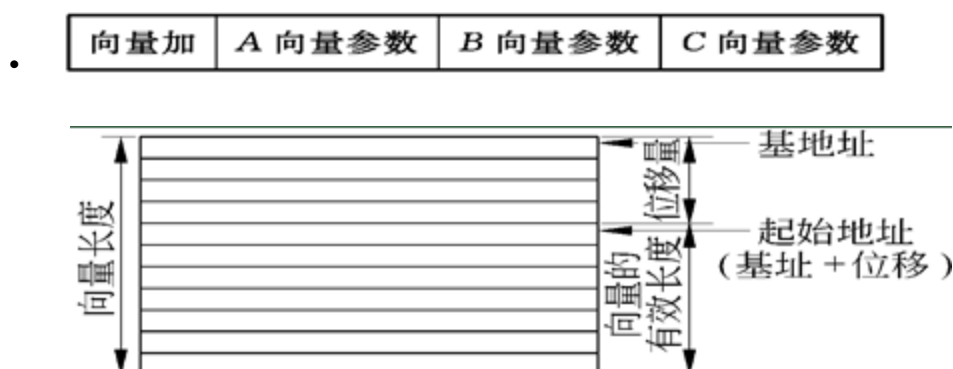 向量加 A 向量参数 B 向量参数 C 向量参数
基地址
位移量
起始地址
(基址+位移)
向量长度
向量的
有效长度